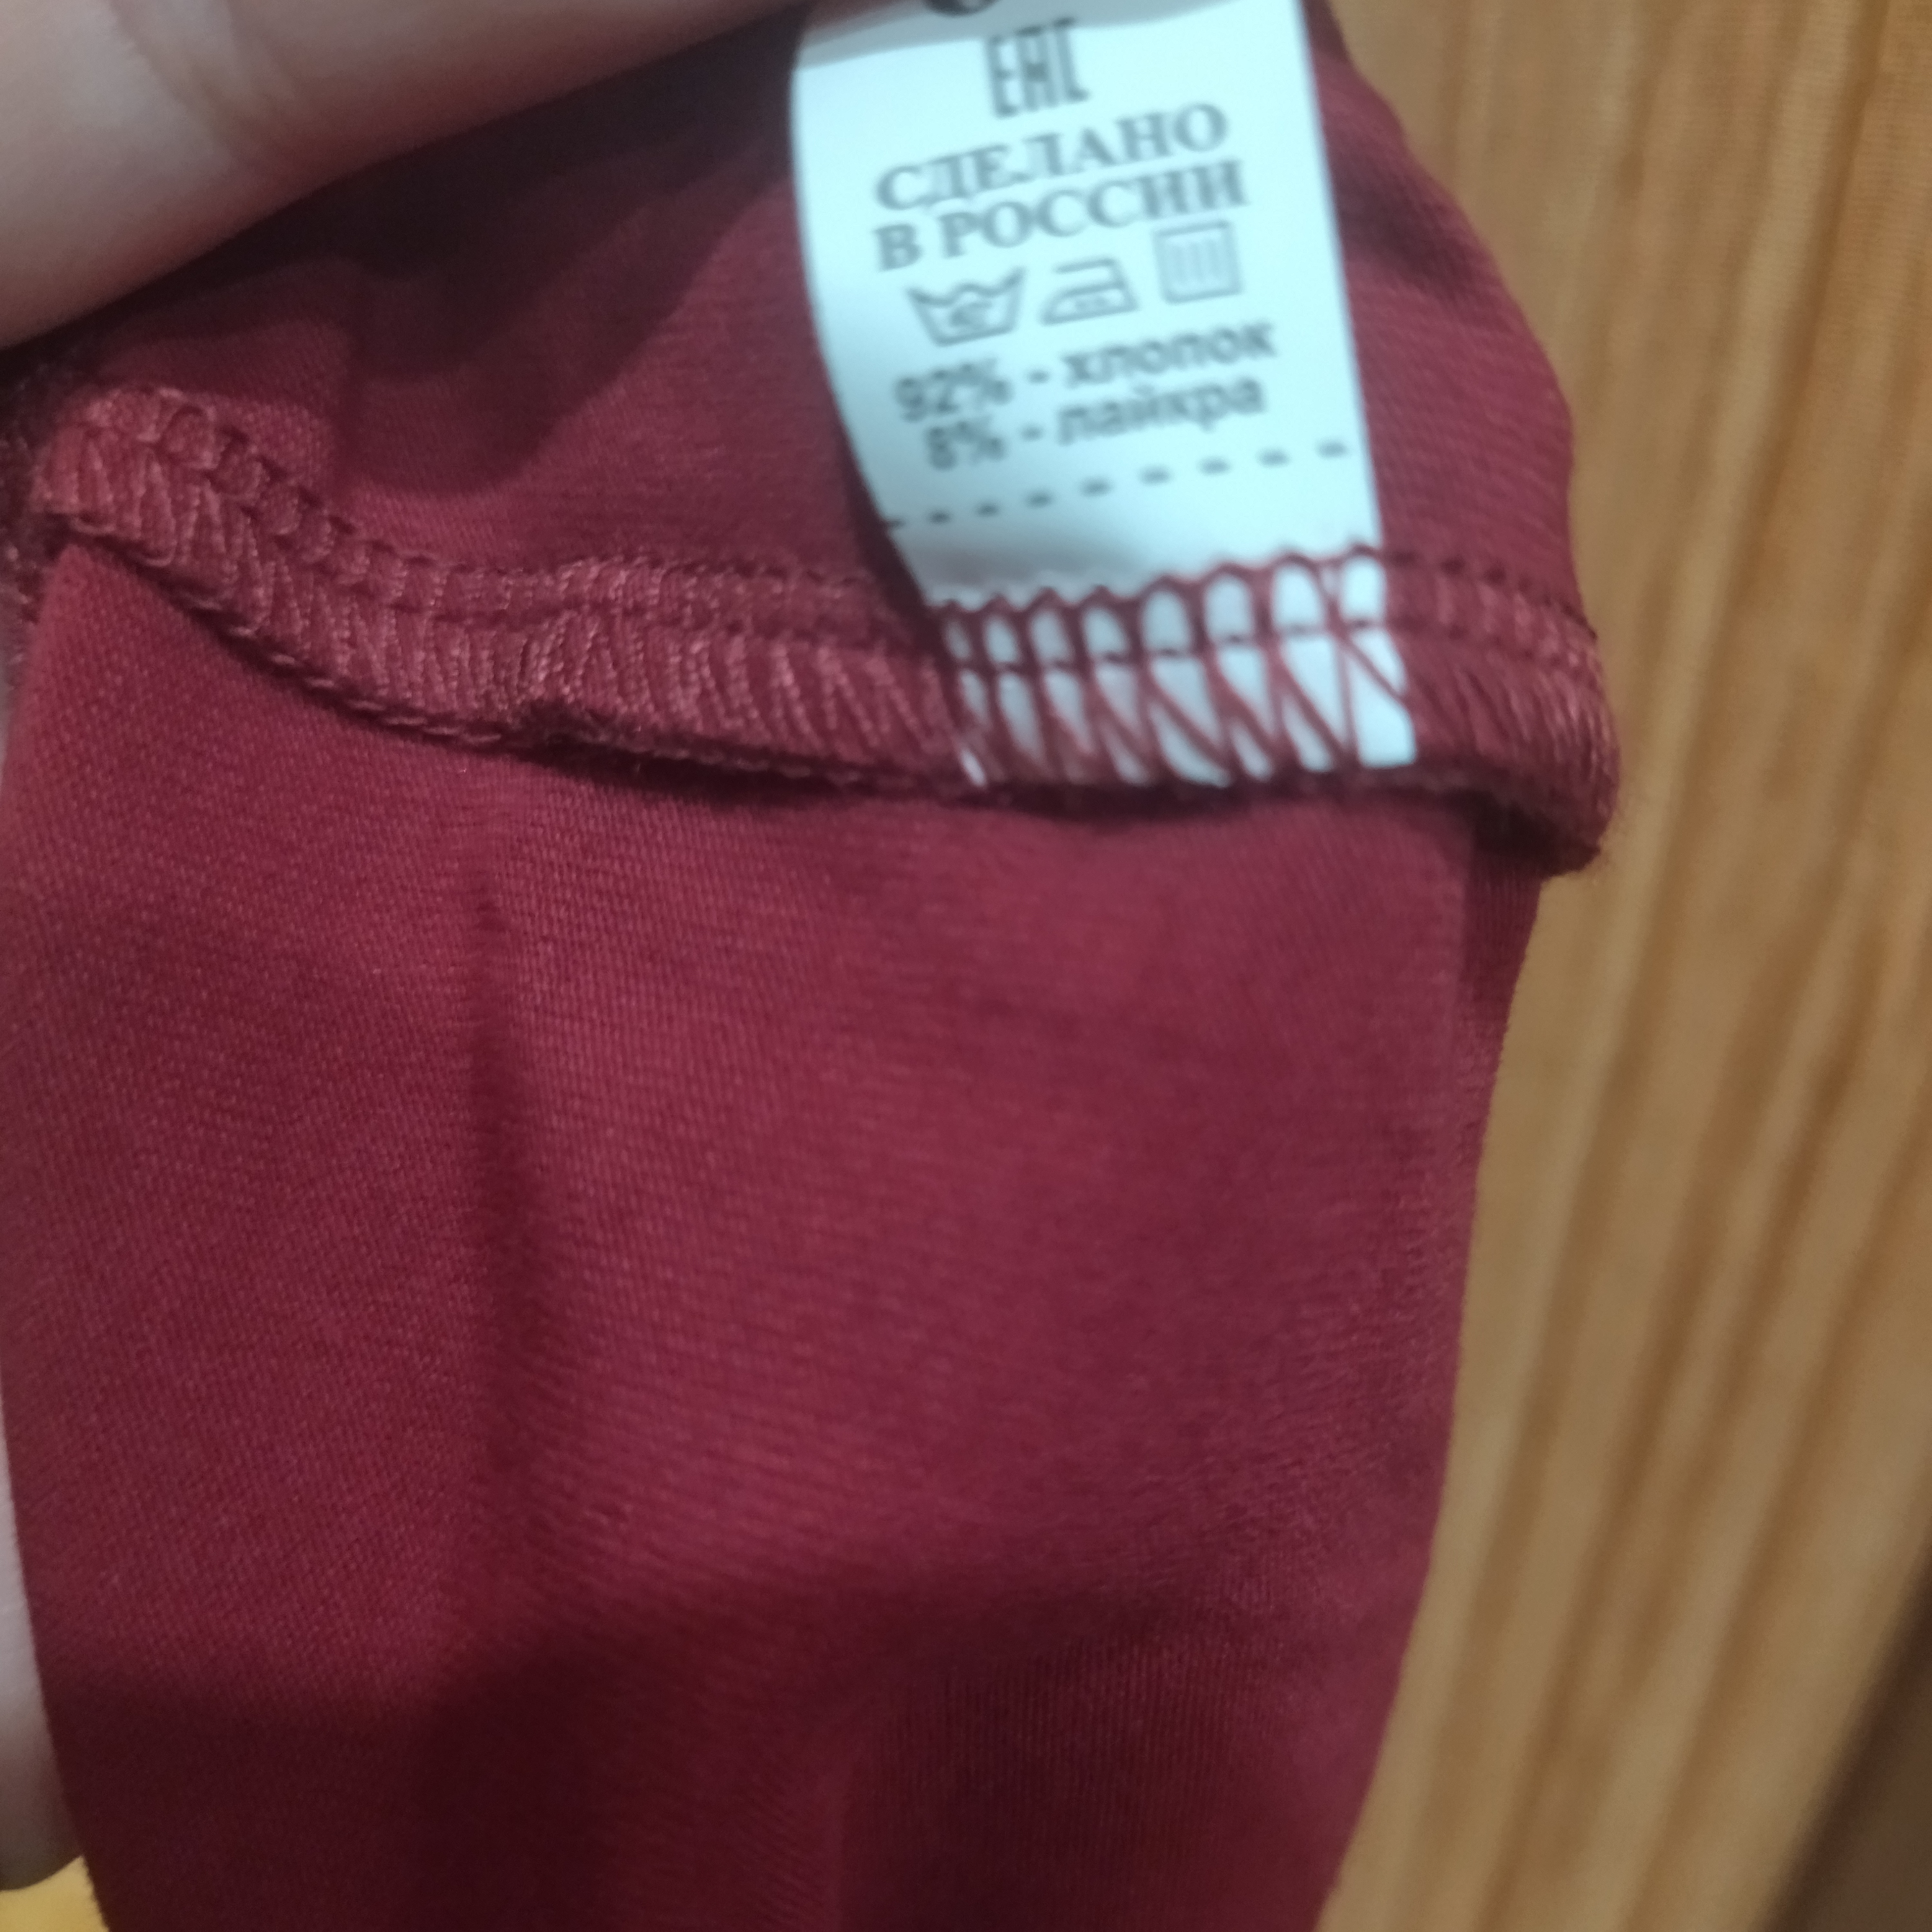 EAC
СДЕЛАНО
В РОССИИ
92% - хлопок
8% - лайкра